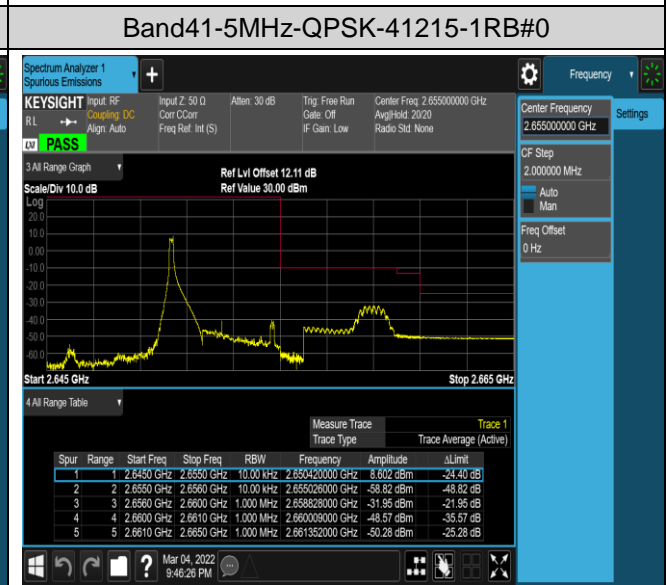 Band41-5MHz-QPSK-41215-1RB#0
Spectrum Analyzer 1
Spurious Emissions
+
Frequency
KEYSIGHT Input: RF Input Z: 50 Ω Atten: 30 dB Trig: Free Run Center Freq: 2.655000000 GHz
RL Coupling: DC Corr CCorr Gate: Off Avg|Hold: 20/20
Align: Auto Freq Ref: Int (S) IF Gain: Low Radio Std: None
LXI PASS
Center Frequency
2.655000000 GHz
Settings
CF Step
2.000000 MHz
Auto
Man
Freq Offset
0 Hz
3 All Range Graph
Ref Lvl Offset 12.11 dB
Scale/Div 10.0 dB Ref Value 30.00 dBm
Log
20.0
10.0
0.00
-10.0
-20.0
-30.0
-40.0
-50.0
-60.0
Start 2.645 GHz Stop 2.665 GHz
4 All Range Table
Measure Trace Trace 1
Trace Type Trace Average (Active)
Spur Range Start Freq Stop Freq RBW Frequency Amplitude ΔLimit
1 1 2.6450 GHz 2.6550 GHz 10.00 kHz 2.650420000 GHz 8.602 dBm -24.40 dB
2 2 2.6550 GHz 2.6560 GHz 10.00 kHz 2.655026000 GHz -58.82 dBm -48.82 dB
3 3 2.6560 GHz 2.6600 GHz 1.000 MHz 2.658828000 GHz -31.95 dBm -21.95 dB
4 4 2.6600 GHz 2.6610 GHz 1.000 MHz 2.660009000 GHz -48.57 dBm -35.57 dB
5 5 2.6610 GHz 2.6650 GHz 1.000 MHz 2.661352000 GHz -50.28 dBm -25.28 dB
? Mar 04, 2022
9:46:26 PM